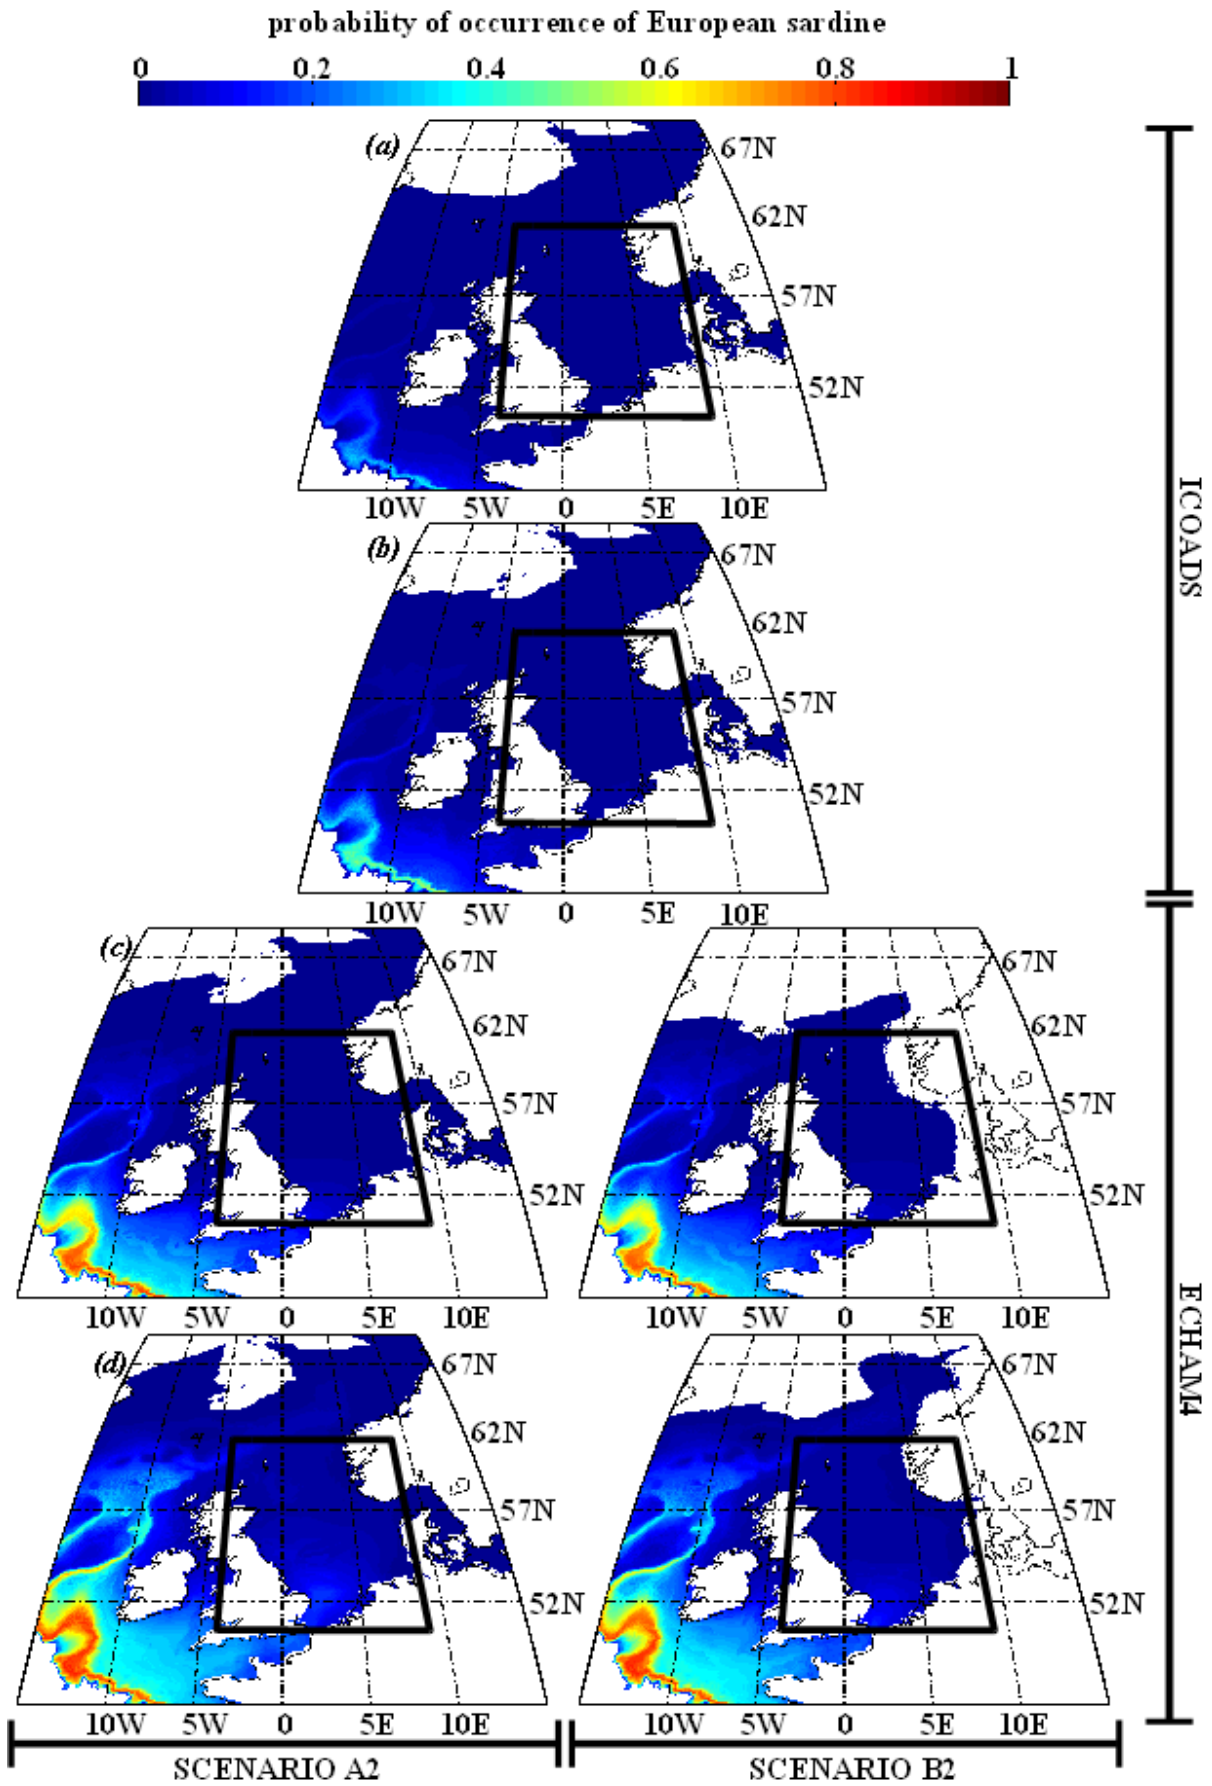 probability of occurrence of European sardine
0 0.2 0.4 0.6 0.8 1
(a)
67N
62N
57N
52N
10W 5W 0 5E 10E
(b)
67N
62N
57N
52N
10W 5W 0 5E 10E
ICOADS
(c)
67N
62N
57N
52N
10W 5W 0 5E 10E
67N
62N
57N
52N
10W 5W 0 5E 10E
(d)
67N
62N
57N
52N
10W 5W 0 5E 10E
67N
62N
57N
52N
10W 5W 0 5E 10E
ECHAM4
SCENARIO A2
SCENARIO B2